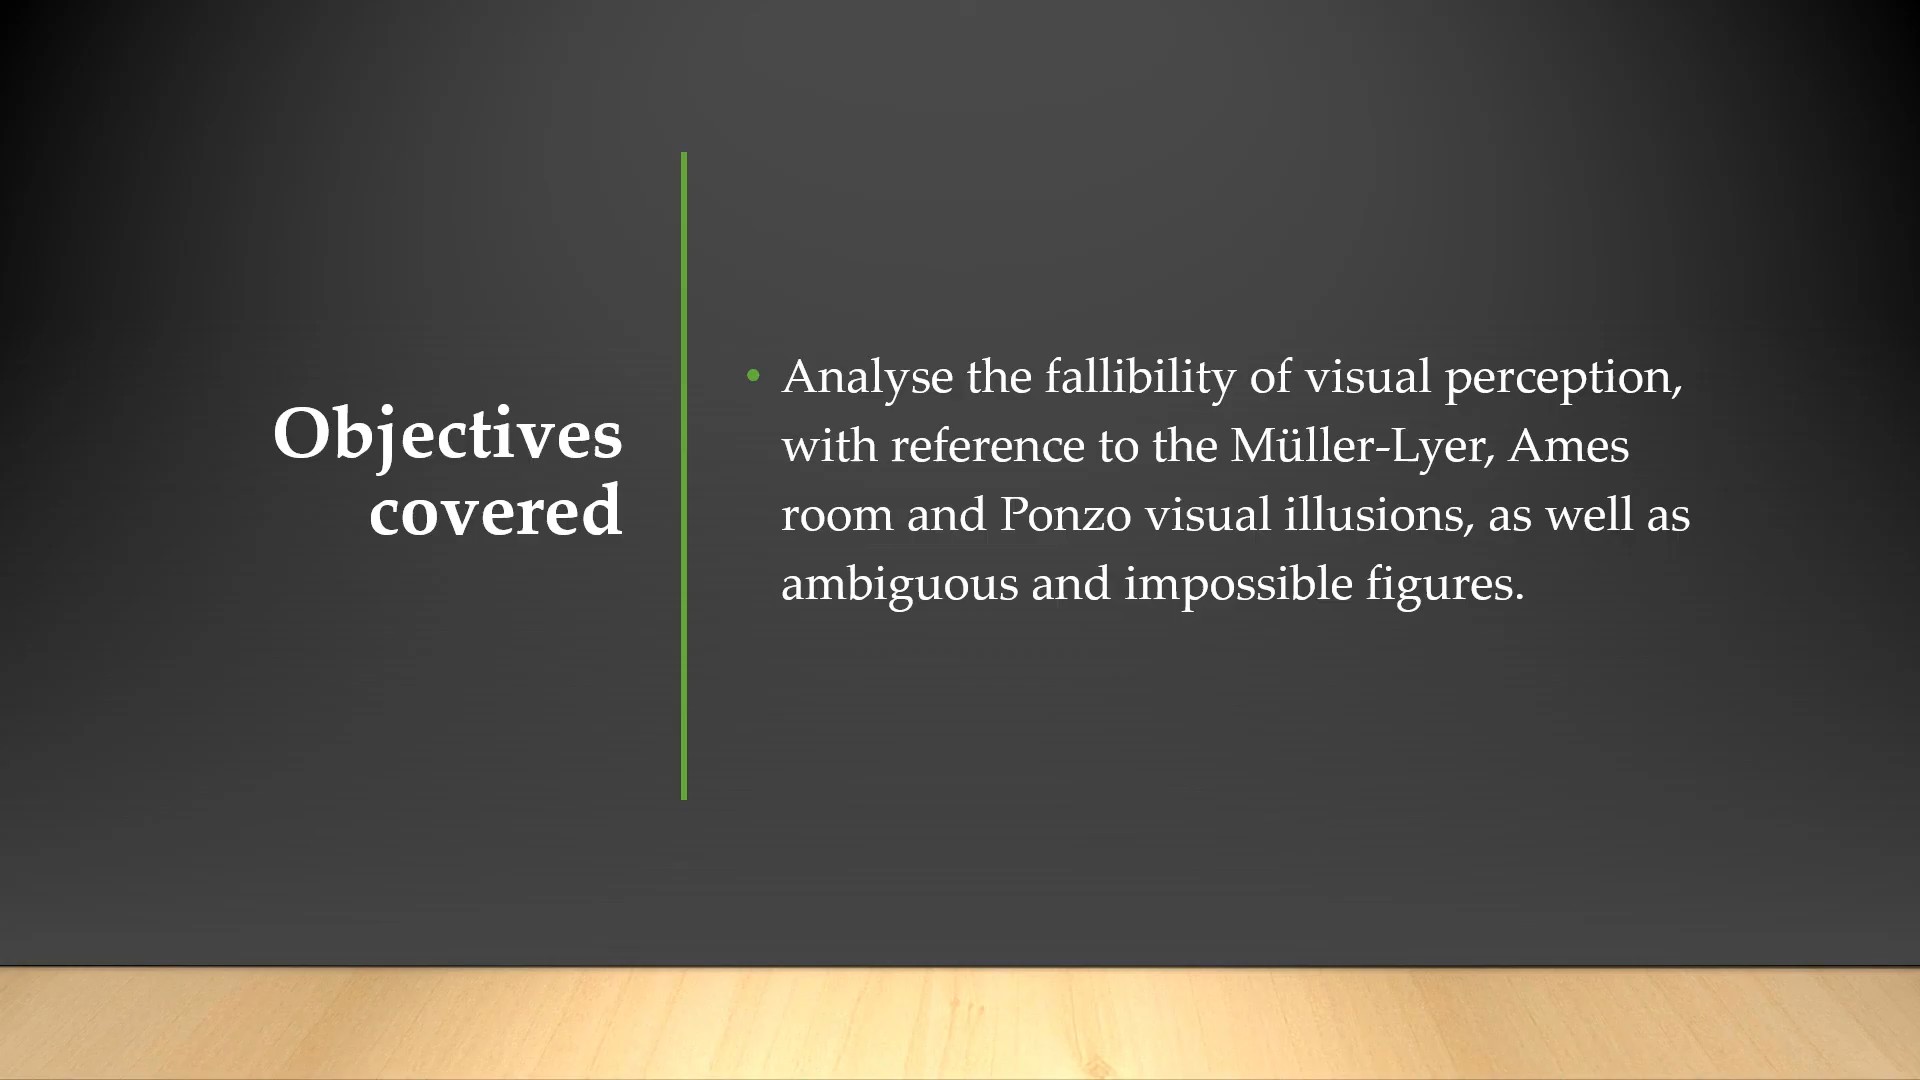 Objectives
covered
• Analyse the fallibility of visual perception,
with reference to the Müller-Lyer, Ames
room and Ponzo visual illusions, as well as
ambiguous and impossible figures.